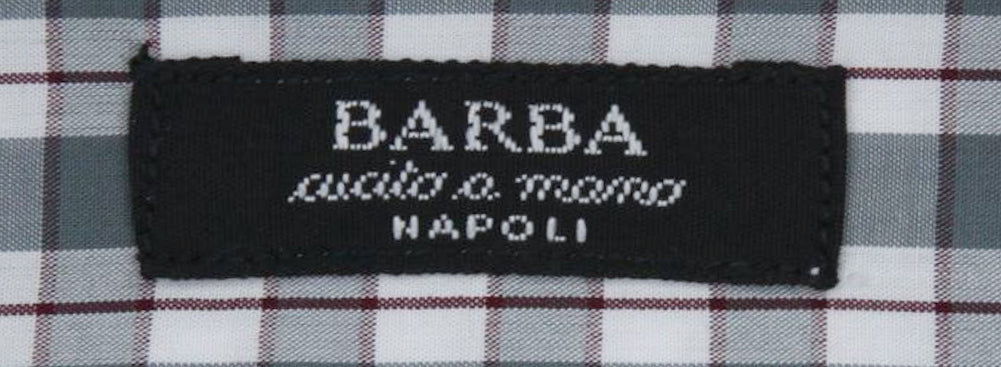 BARBA
cucito a mano
NAPOLI